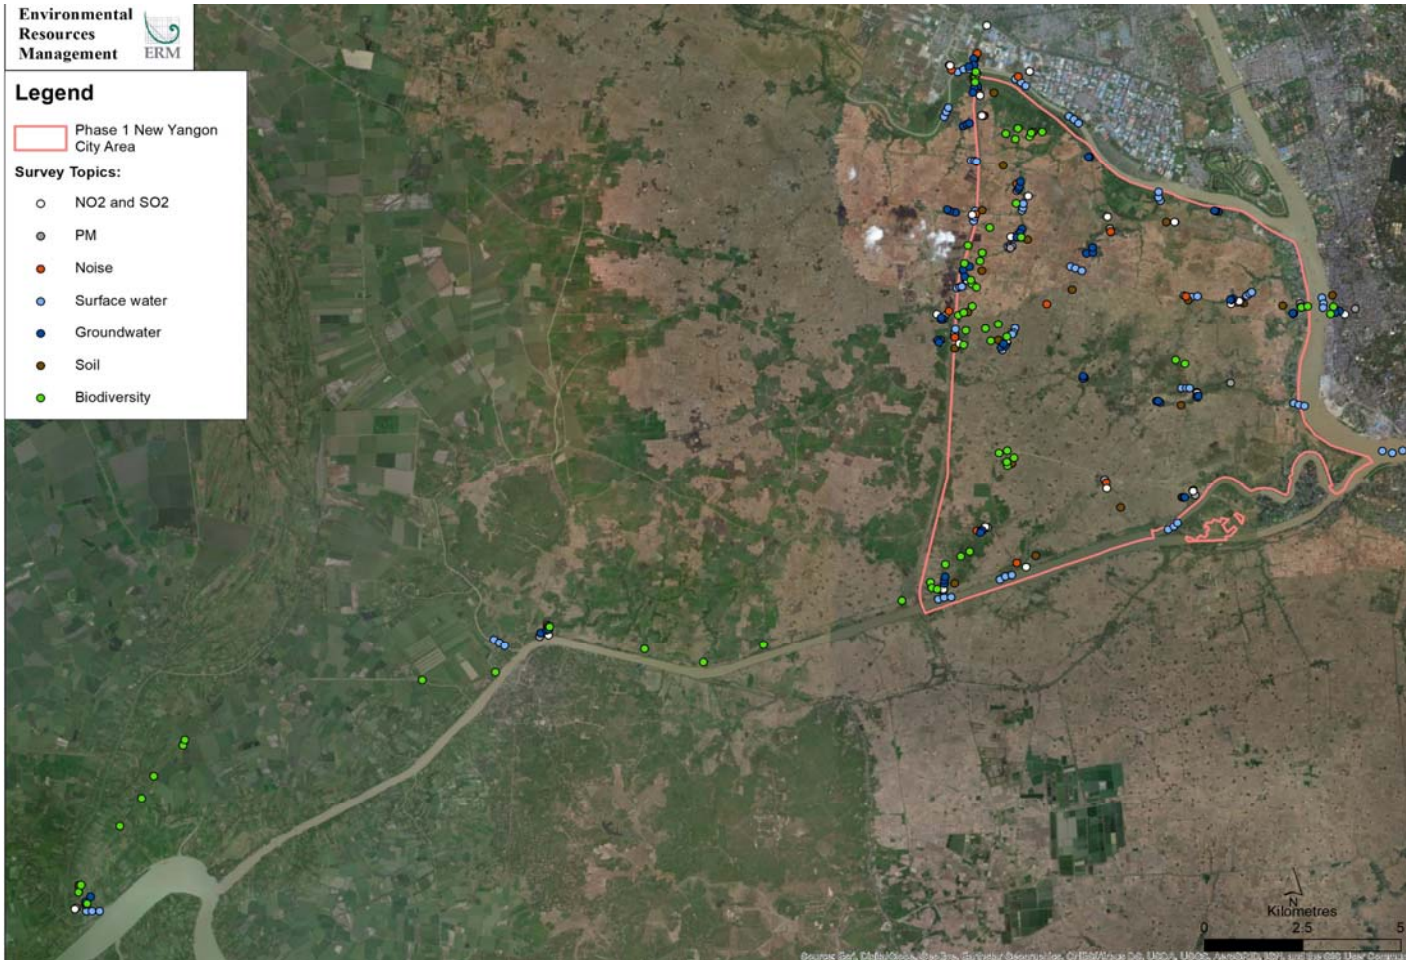 Environmental
Resources
Management
ERM
Legend
Phase 1 New Yangon
City Area
Survey Topics:
NO2 and SO2
PM
Noise
Surface water
Groundwater
Soil
Biodiversity
N
Kilometres
0 2.5 5